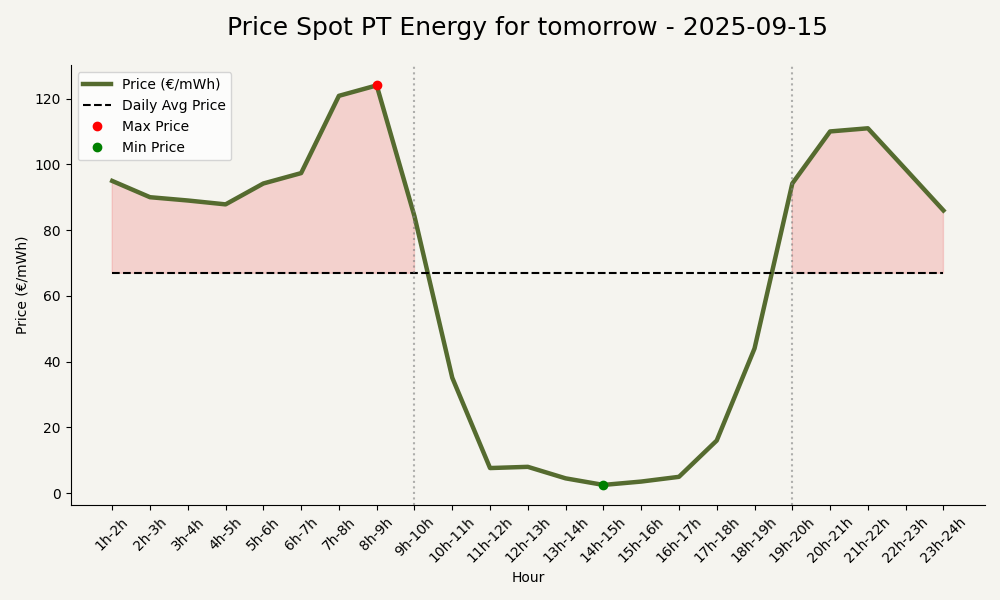 Price Spot PT Energy for tomorrow - 2025-09-15
Price (€/mWh)
Daily Avg Price
Max Price
Min Price
Price (€/mWh)
120
100
80
60
40
20
0
1h-2h
2h-3h
3h-4h
4h-5h
5h-6h
6h-7h
7h-8h
8h-9h
9h-10h
10h-11h
11h-12h
12h-13h
13h-14h
14h-15h
15h-16h
16h-17h
17h-18h
18h-19h
19h-20h
20h-21h
21h-22h
22h-23h
23h-24h
Hour